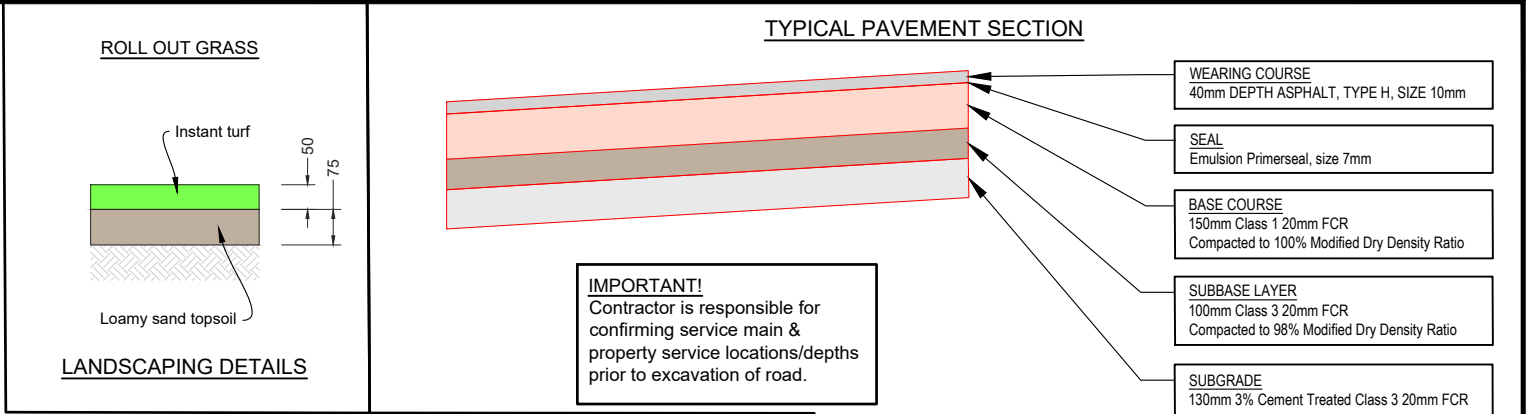 ROLL OUT GRASS
Instant turf
50
75
Loamy sand topsoil
LANDSCAPING DETAILS
TYPICAL PAVEMENT SECTION
IMPORTANT!
Contractor is responsible for
confirming service main &
property service locations/depths
prior to excavation of road.
WEARING COURSE
40mm DEPTH ASPHALT, TYPE H, SIZE 10mm
SEAL
Emulsion Primerseal, size 7mm
BASE COURSE
150mm Class 1 20mm FCR
Compacted to 100% Modified Dry Density Ratio
SUBBASE LAYER
100mm Class 3 20mm FCR
Compacted to 98% Modified Dry Density Ratio
SUBGRADE
130mm 3% Cement Treated Class 3 20mm FCR